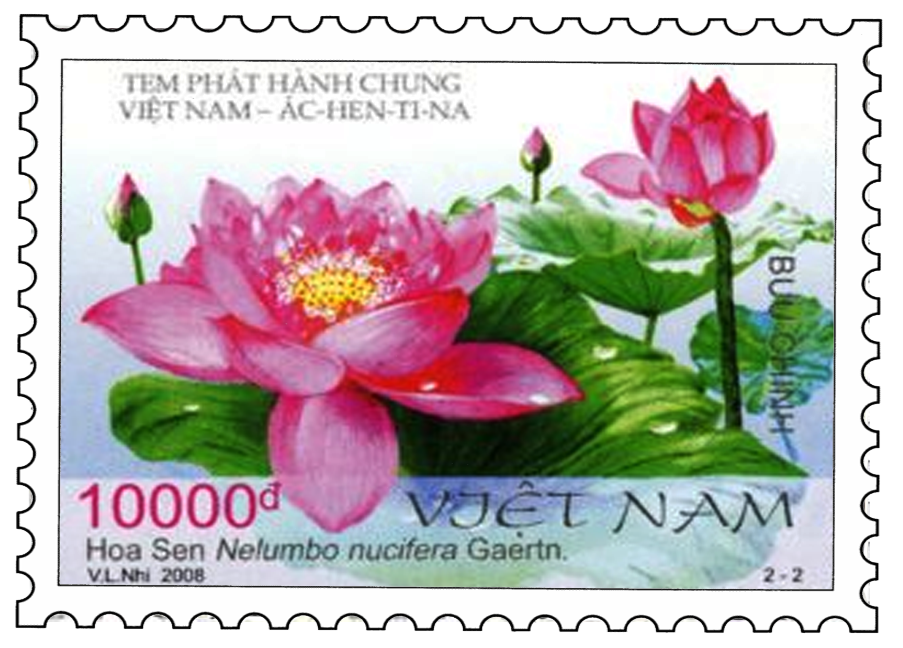 TEM PHÁT HÀNH CHUNG
VIỆT NAM – ÁC-HEN-TI-NA
BƯU CHÍNH
10000đ
VIỆT NAM
Hoa Sen Nelumbo nucifera Gaertn.
V.L.Nhi 2008
2 - 2